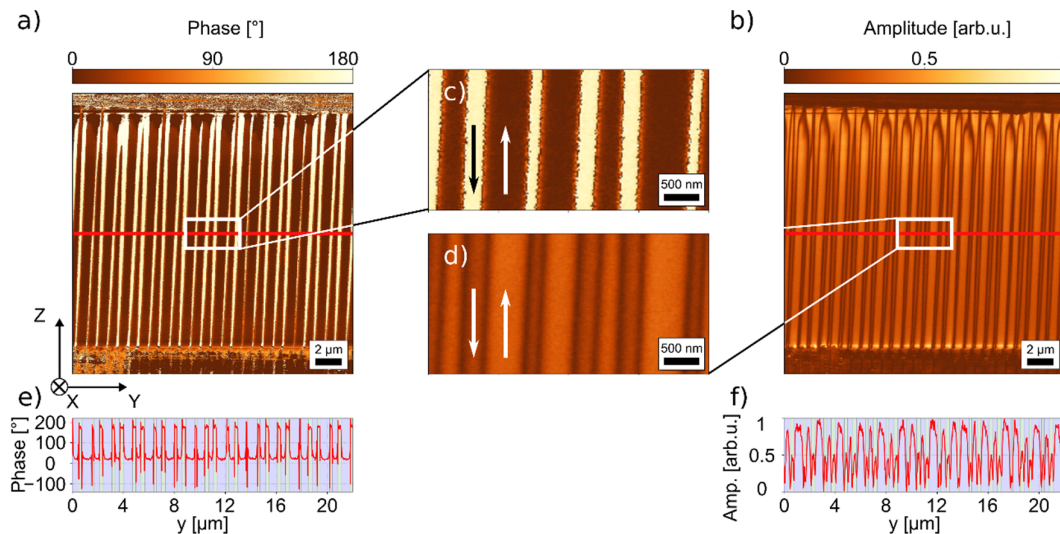 a)
Phase [°]
0 90 180
2 µm
Z
X
Y
c)
500 nm
d)
500 nm
b)
Amplitude [arb.u.]
0 0.5
2 µm
e)
Phase [°]
200
100
0
−100
0 4 8 12 16 20
y [µm]
f)
Amp. [arb.u.]
1
0.5
0
0 4 8 12 16 20
y [µm]